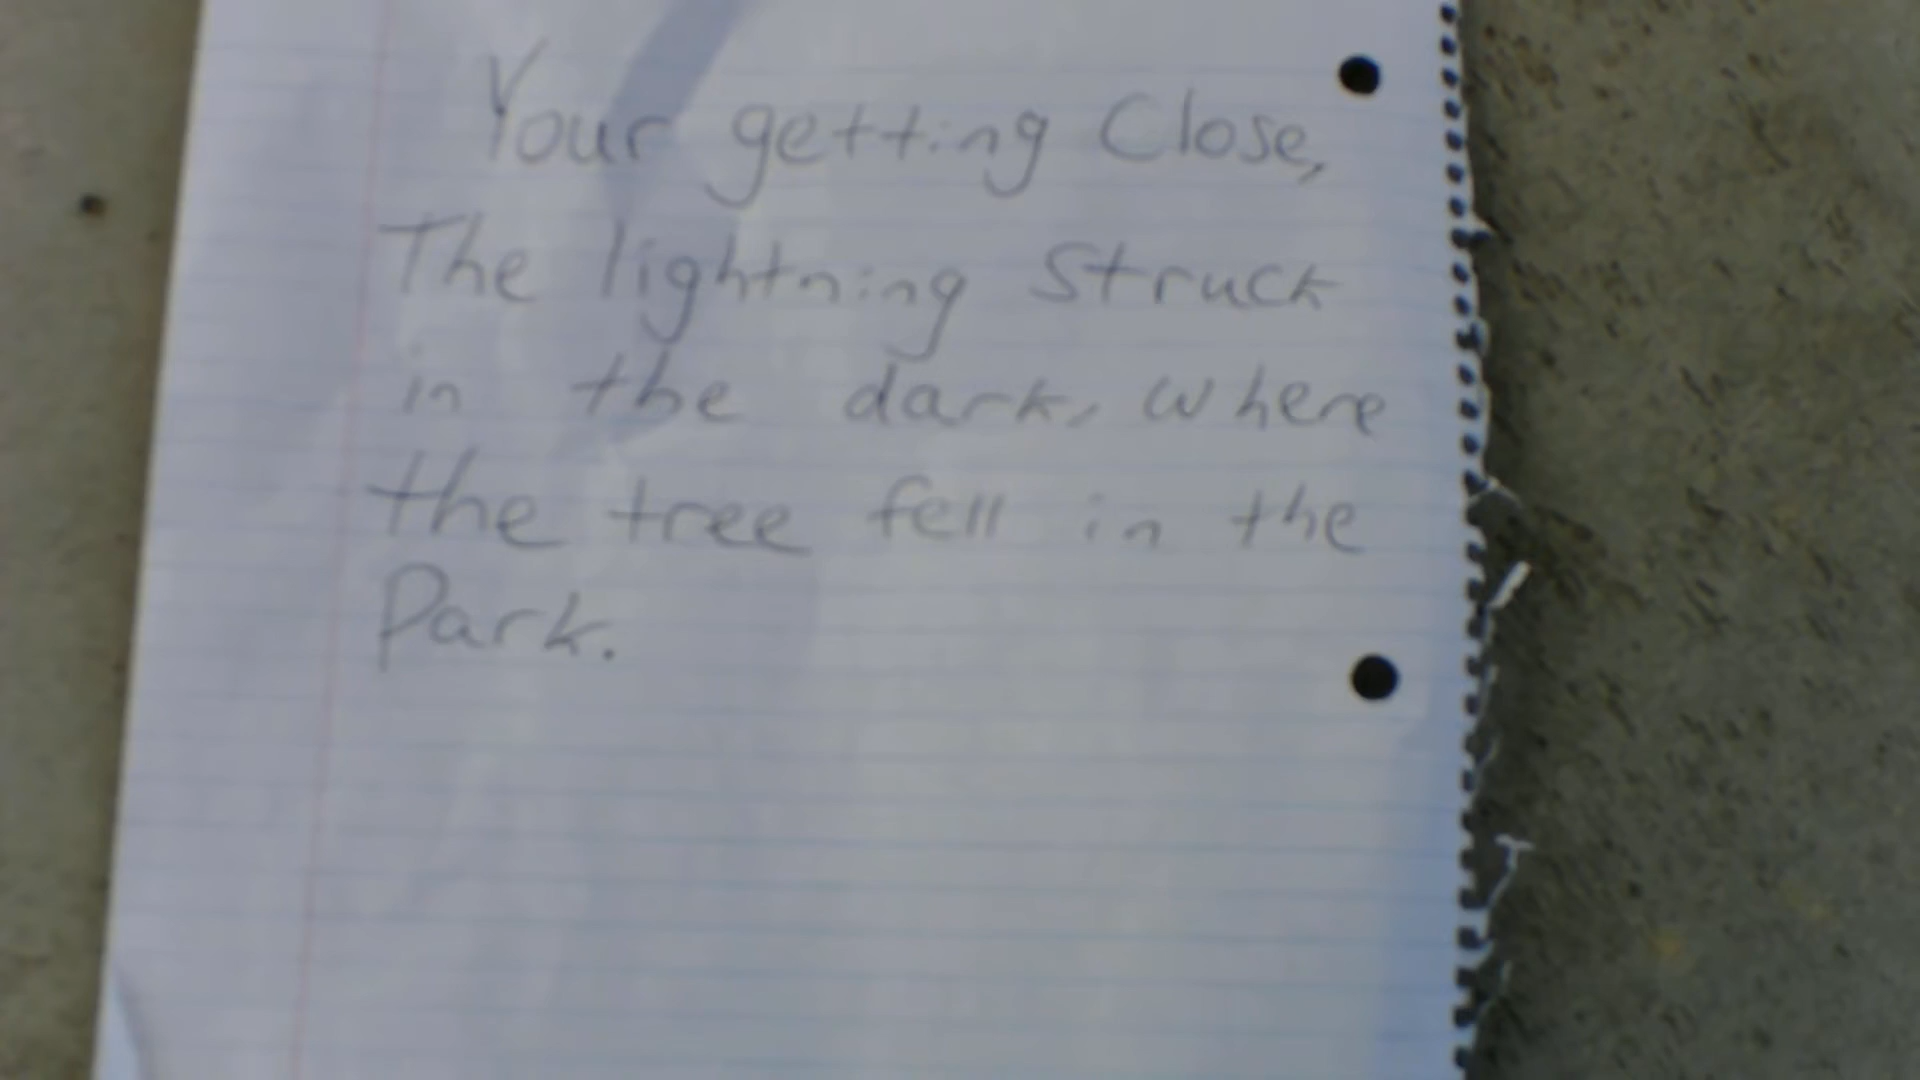 Your getting Close,
The lightning Struck
in the dark, where
the tree fell in the
Park.